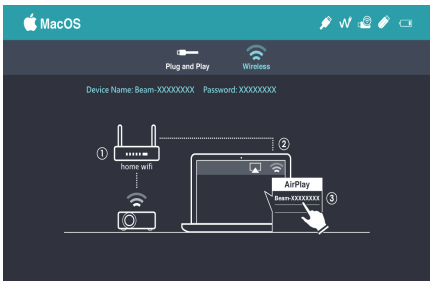 MacOS
Plug and Play
Wireless
Device Name: Beam-XXXXXXXX Password: XXXXXXXX
①
home wifi
②
AirPlay
Beam-XXXXXXXX
③